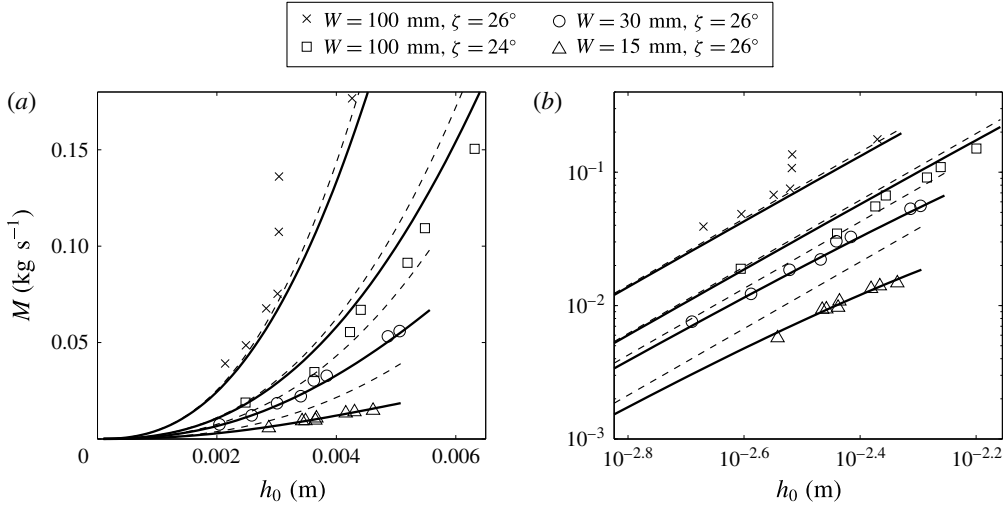 × W = 100 mm, ζ = 26° ○ W = 30 mm, ζ = 26°
□ W = 100 mm, ζ = 24° △ W = 15 mm, ζ = 26°
(a)
0.15
0.10
0.05
M (kg s⁻¹)
0 0.002 0.004 0.006
h₀ (m)
(b)
10⁻¹
10⁻²
10⁻³
10⁻²·⁸ 10⁻²·⁶ 10⁻²·⁴ 10⁻²·²
h₀ (m)